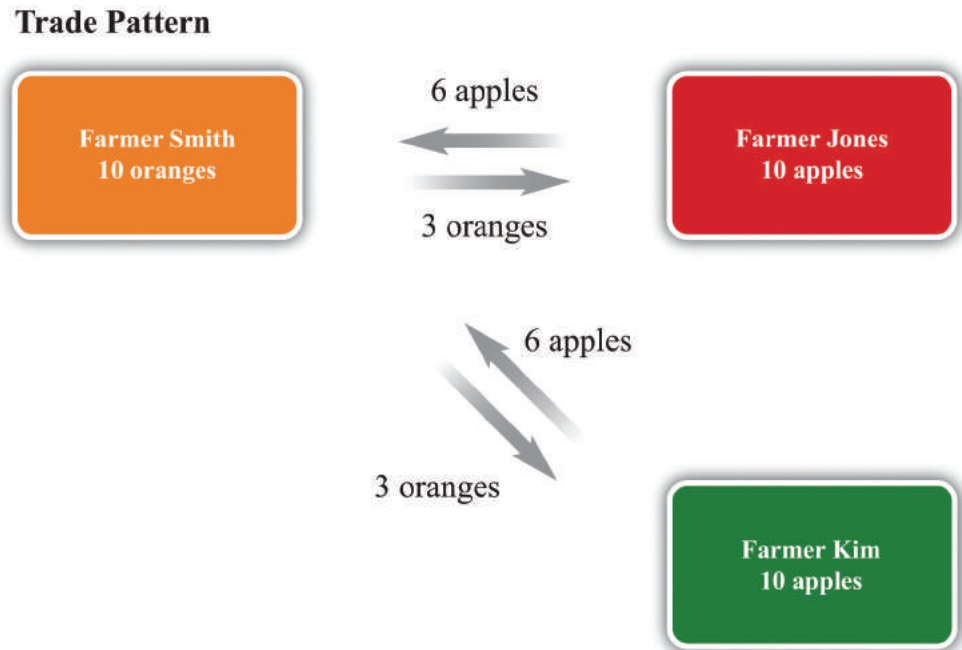 Trade Pattern
6 apples
Farmer Smith
10 oranges
Farmer Jones
10 apples
3 oranges
6 apples
3 oranges
Farmer Kim
10 apples